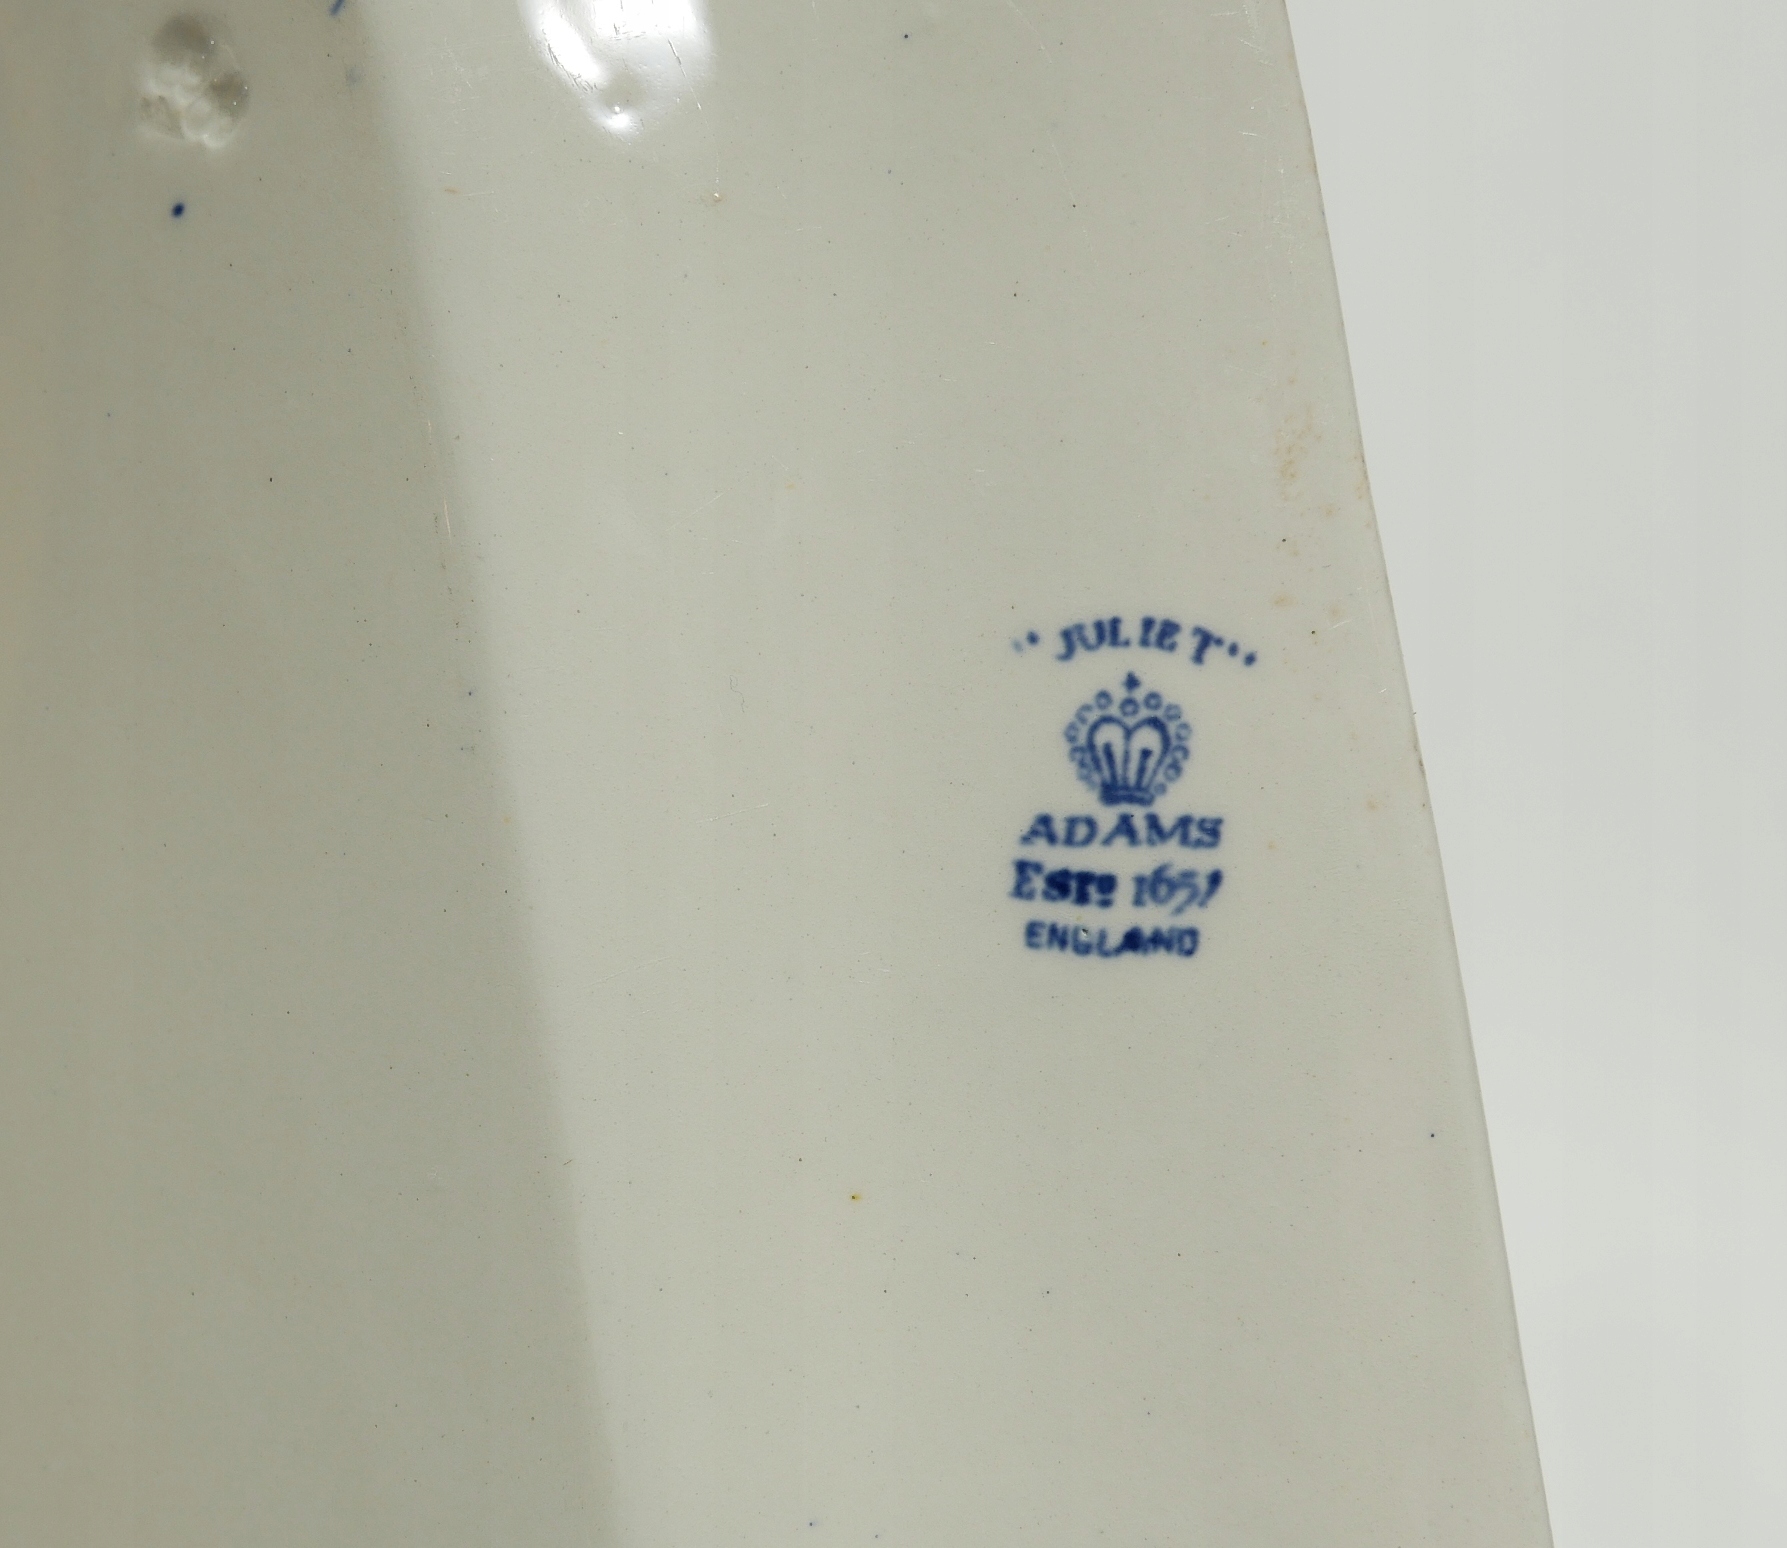 "JULIET"
ADAMS
ESTD 1657
ENGLAND